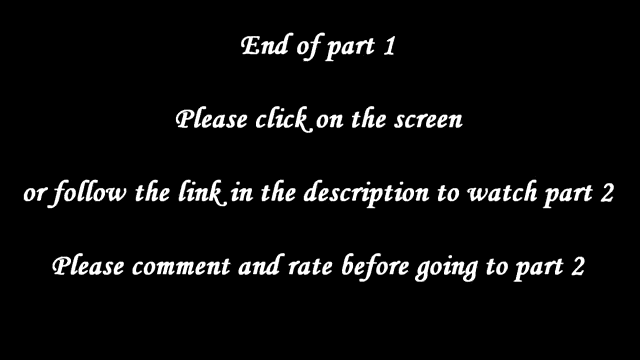 End of part 1
Please click on the screen
or follow the link in the description to watch part 2
Please comment and rate before going to part 2